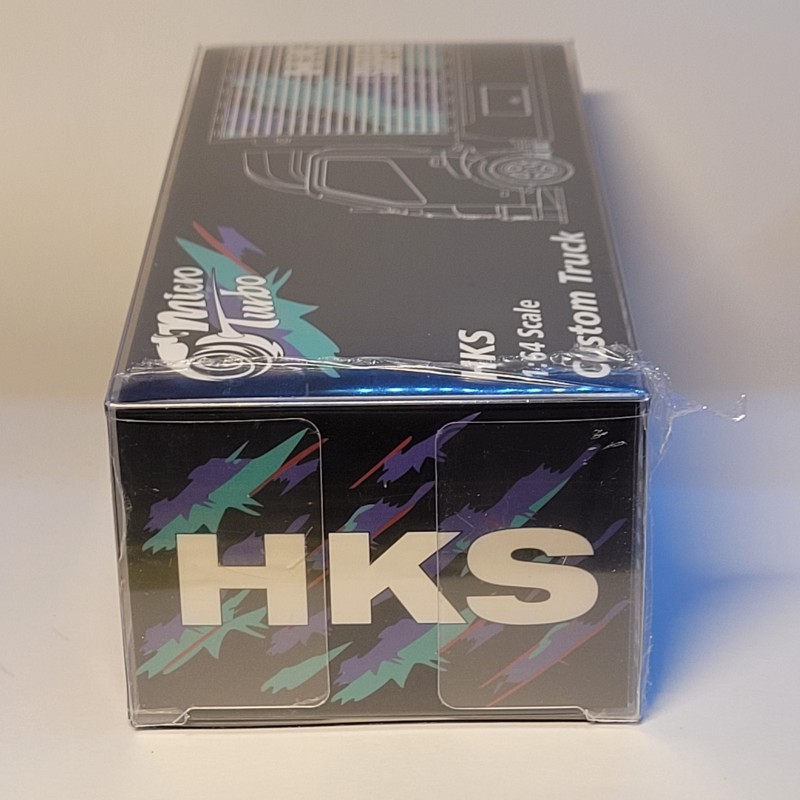 Micro
Turbo
HKS
1:64 Scale
Custom Truck
HKS